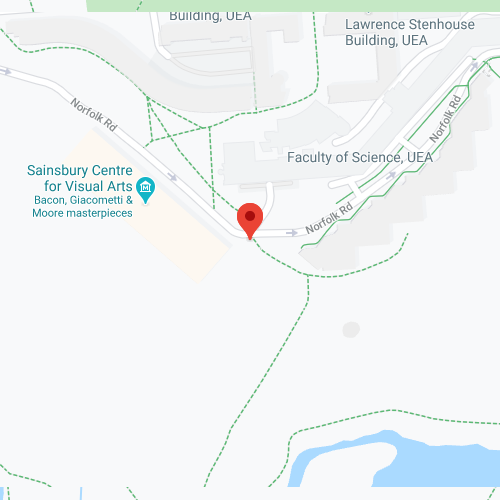 Building, UEA
Lawrence Stenhouse
Building, UEA
Norfolk Rd
Norfolk Rd
Faculty of Science, UEA
Sainsbury Centre
for Visual Arts
Bacon, Giacometti &
Moore masterpieces
Norfolk Rd